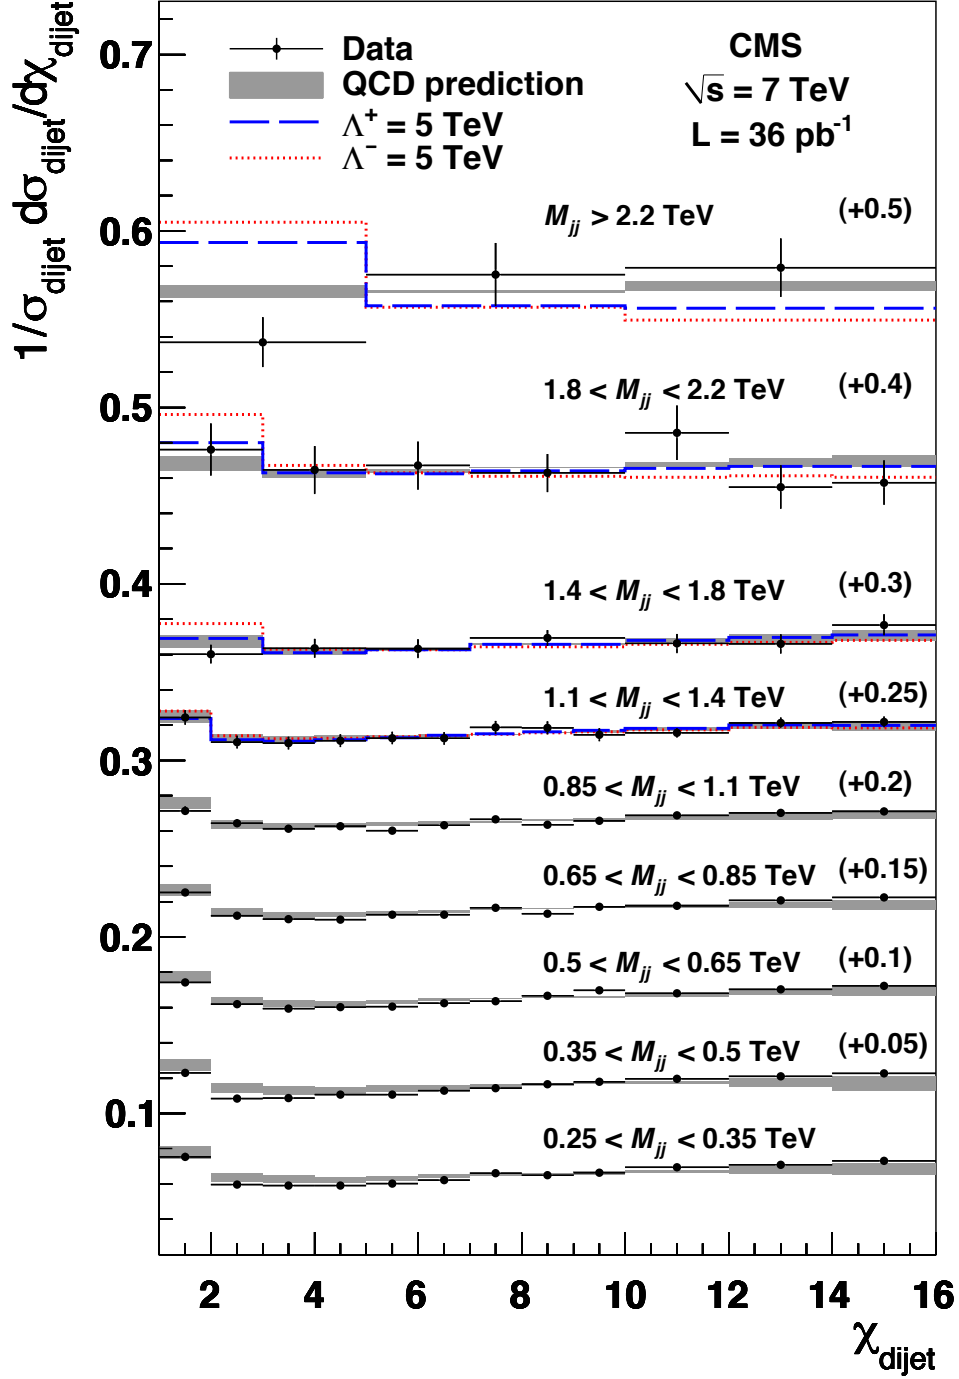 1/σdijet dσdijet/dχdijet
Data
QCD prediction
Λ+ = 5 TeV
Λ− = 5 TeV
CMS
√s = 7 TeV
L = 36 pb-1
Mjj > 2.2 TeV (+0.5)
1.8 < Mjj < 2.2 TeV (+0.4)
1.4 < Mjj < 1.8 TeV (+0.3)
1.1 < Mjj < 1.4 TeV (+0.25)
0.85 < Mjj < 1.1 TeV (+0.2)
0.65 < Mjj < 0.85 TeV (+0.15)
0.5 < Mjj < 0.65 TeV (+0.1)
0.35 < Mjj < 0.5 TeV (+0.05)
0.25 < Mjj < 0.35 TeV
0.7
0.6
0.5
0.4
0.3
0.2
0.1
2 4 6 8 10 12 14 16
χdijet